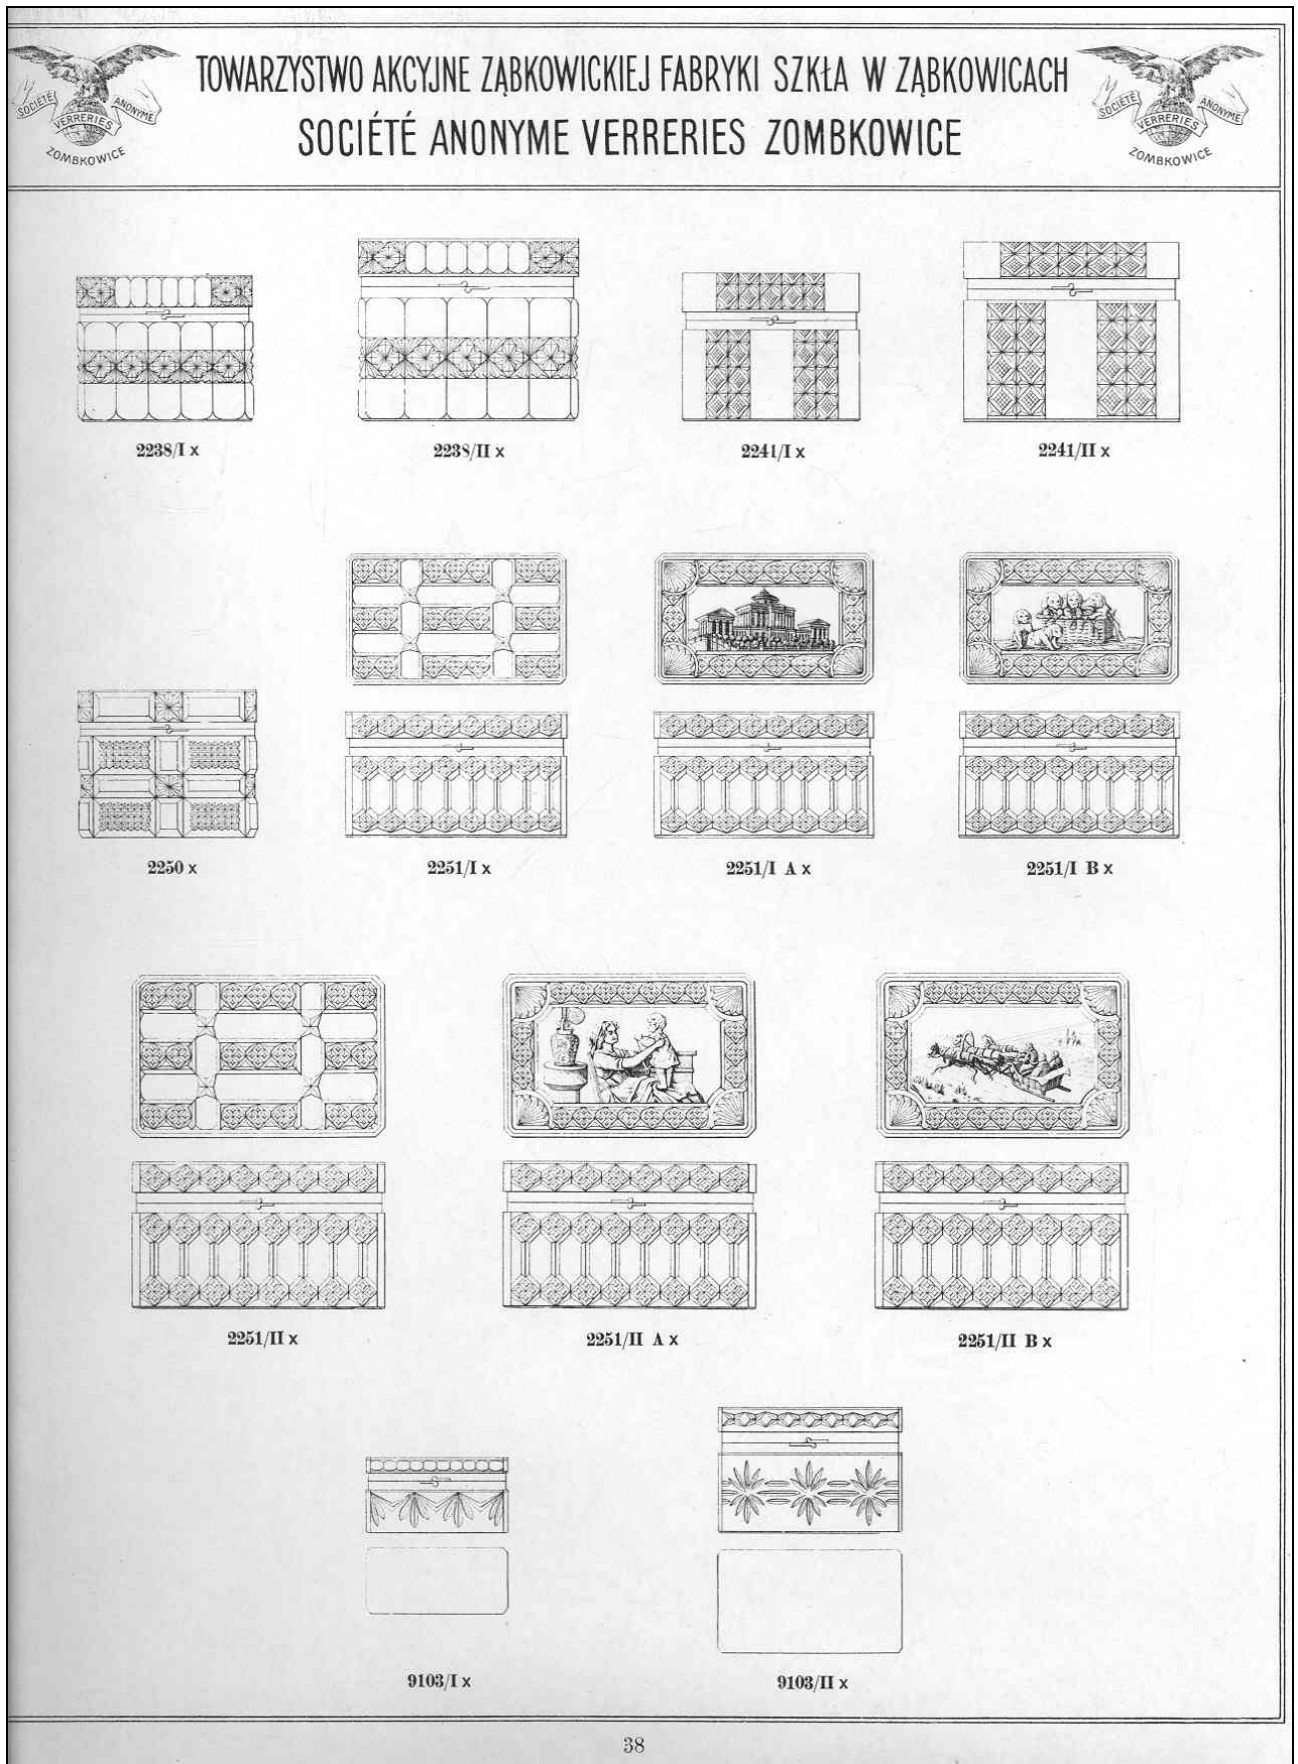 TOWARZYSTWO AKCYJNE ZĄBKOWICKIEJ FABRYKI SZKŁA W ZĄBKOWICACH
SOCIÉTÉ ANONYME VERRERIES ZOMBKOWICE
SOCIÉTÉ ANONYME
VERRERIES
ZOMBKOWICE
SOCIÉTÉ ANONYME
VERRERIES
ZOMBKOWICE
2238/I x
2238/II x
2241/I x
2241/II x
2250 x
2251/I x
2251/I A x
2251/I B x
2251/II x
2251/II A x
2251/II B x
9103/I x
9103/II x
38